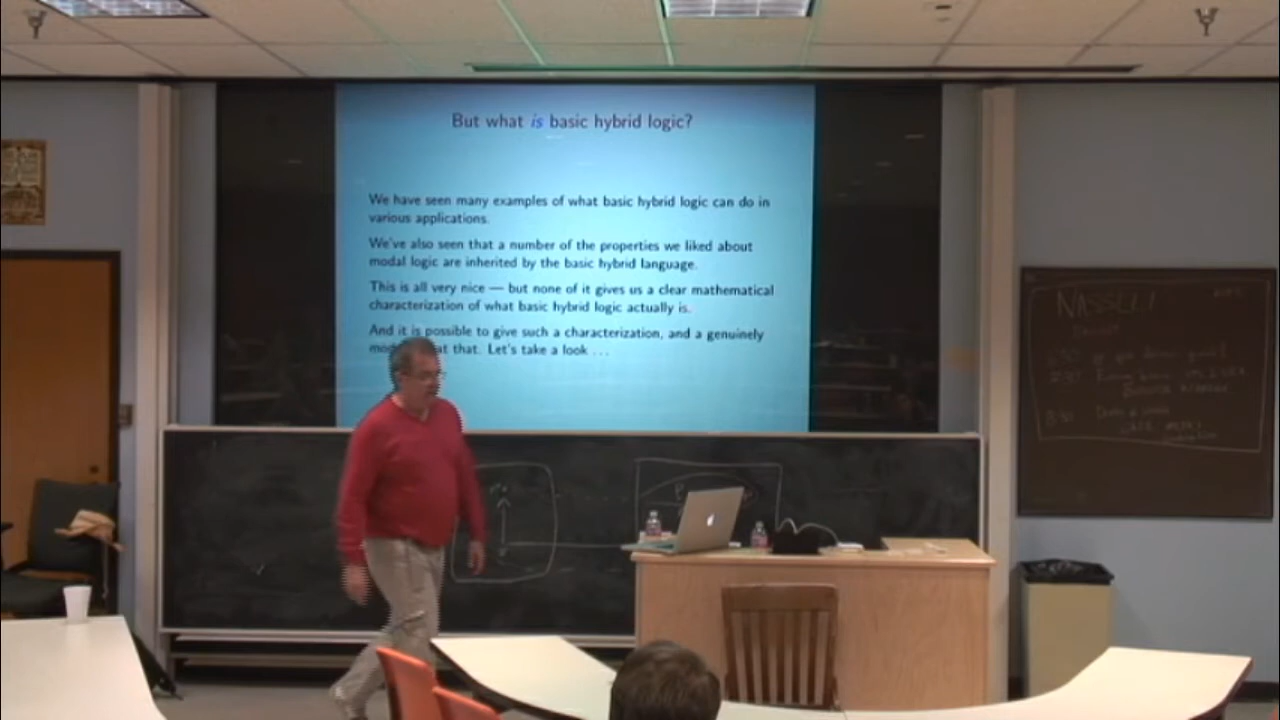 But what is basic hybrid logic?
We have seen many examples of what basic hybrid logic can do in
various applications.
We've also seen that a number of the properties we liked about
modal logic are inherited by the basic hybrid language.
This is all very nice — but none of it gives us a clear mathematical
characterization of what basic hybrid logic actually is.
And it is possible to give such a characterization, and a genuinely
at that. Let's take a look ...
NASSLLI